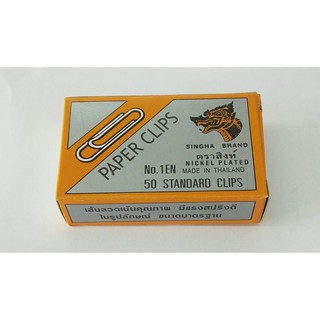 PAPER CLIPS
SINGHA BRAND
ตราสิงห์
NICKEL PLATED
No.1EN MADE IN THAILAND
50 STANDARD CLIPS
เส้นลวดเน้นคุณภาพ มีแรงสปริงดี
ในรูปลักษณ์ ขนาดมาตรฐาน